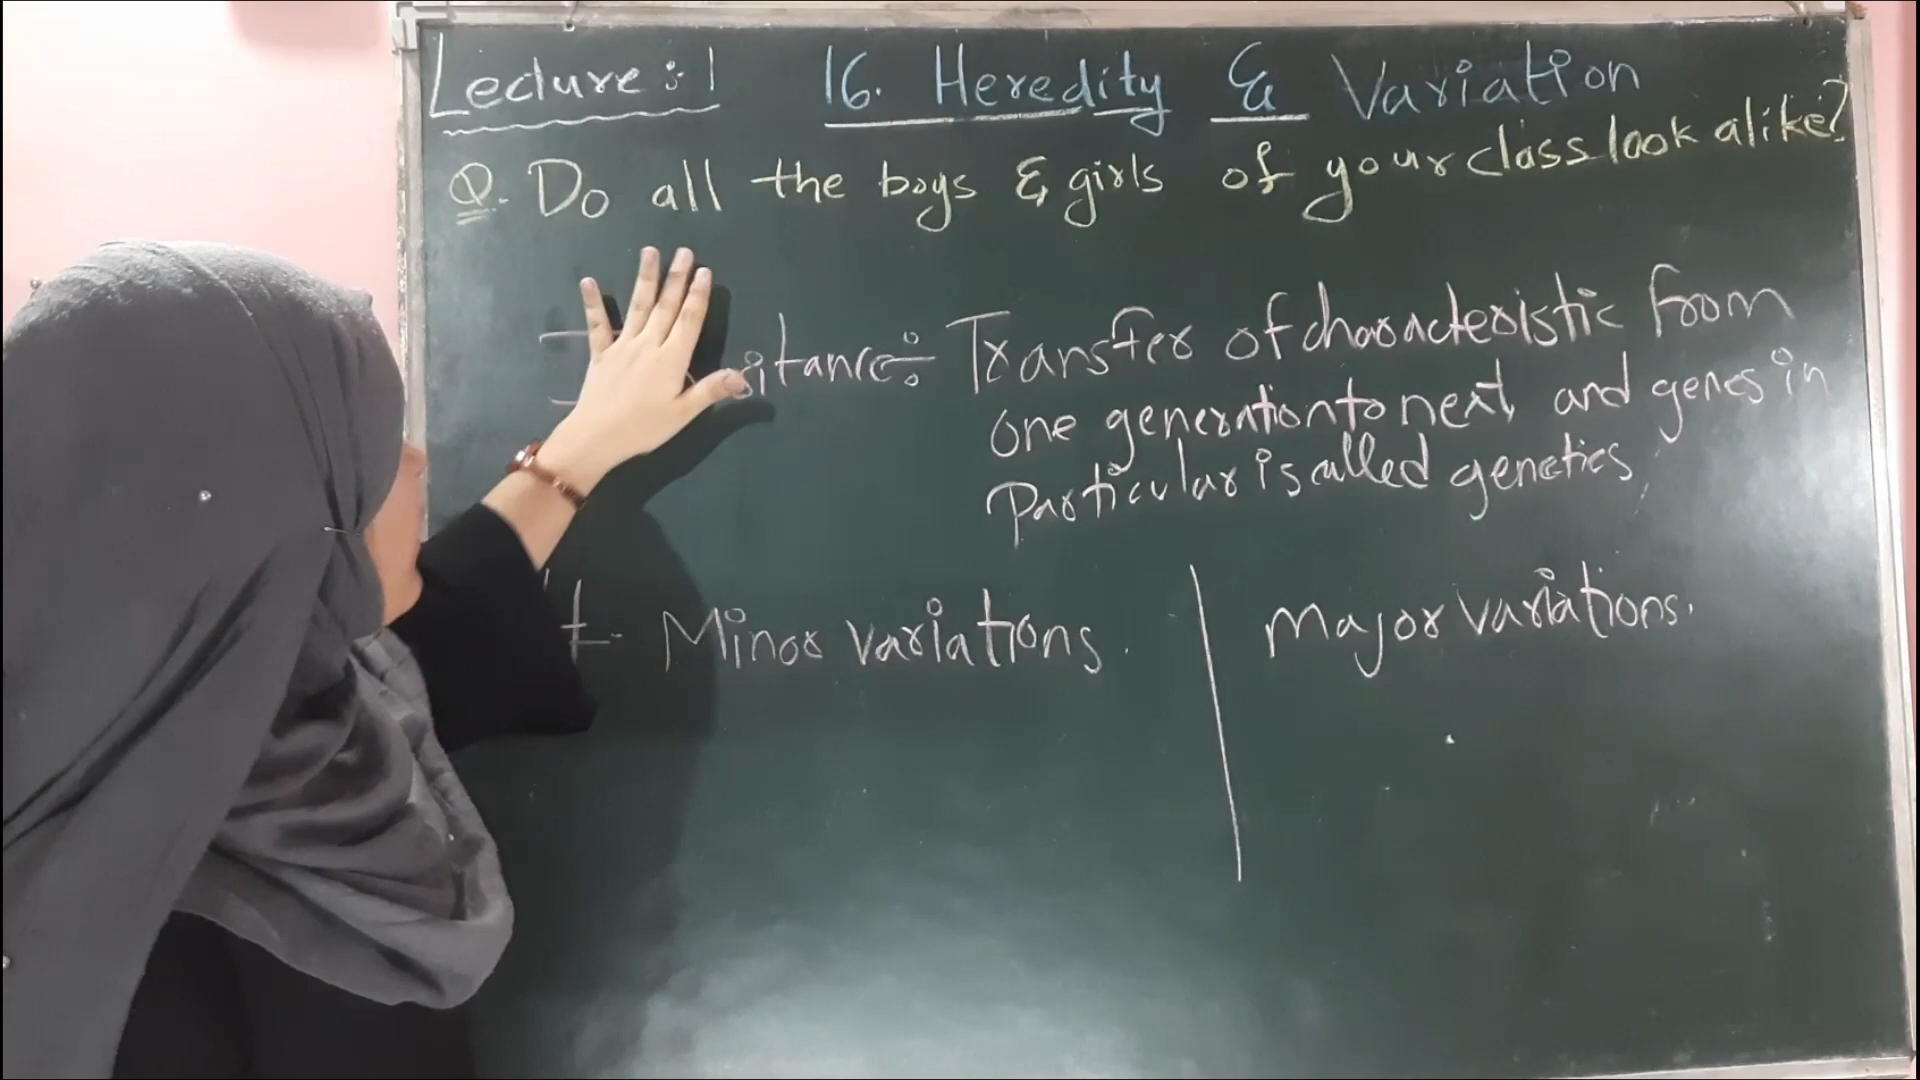 Lecture: 1 16. Heredity & Variation
Q. Do all the boys & girls of your class look alike?
Transfer of characteristic from
one generation to next and genes in
Particular is called genetics
Minor variations.
Major variations.